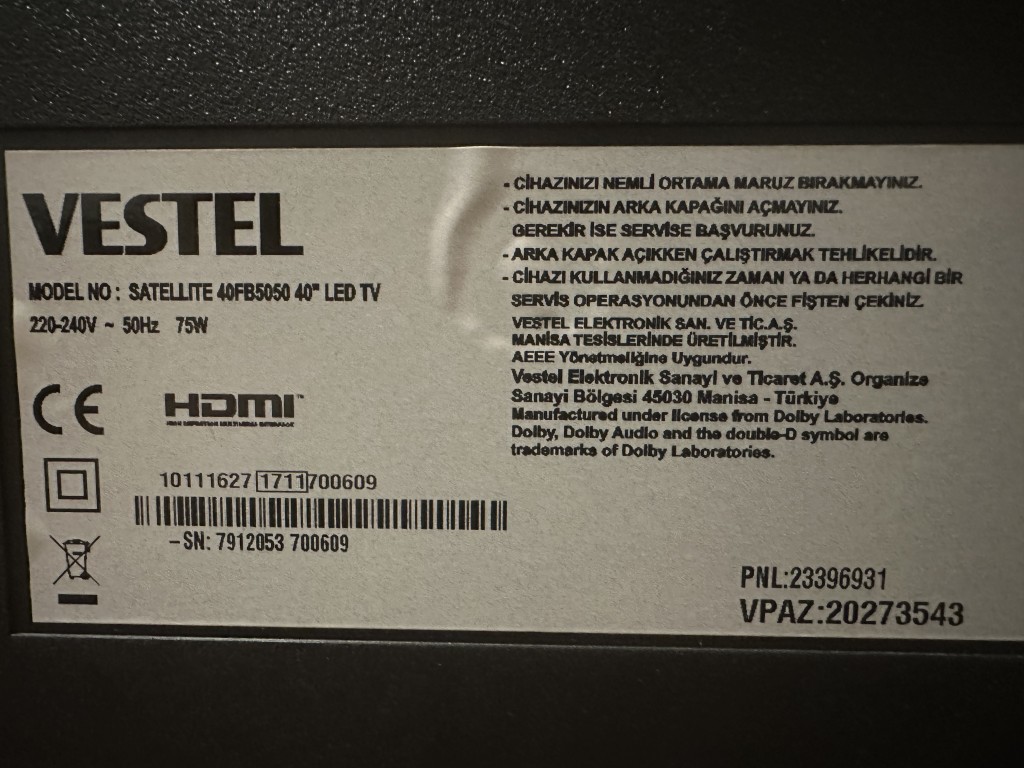 VESTEL
MODEL NO : SATELLITE 40FB5050 40" LED TV
220-240V ~ 50Hz 75W
CE
HDMI™
HIGH DEFINITION MULTIMEDIA INTERFACE
10111627 1711 700609
-SN: 7912053 700609
- CİHAZINIZI NEMLİ ORTAMA MARUZ BIRAKMAYINIZ.
- CİHAZINIZIN ARKA KAPAĞINI AÇMAYINIZ.
GEREKİR İSE SERVİSE BAŞVURUNUZ.
- ARKA KAPAK AÇIKKEN ÇALIŞTIRMAK TEHLİKELİDİR.
- CİHAZI KULLANMADIĞINIZ ZAMAN YA DA HERHANGİ BİR
SERVİS OPERASYONUNDAN ÖNCE FİŞTEN ÇEKİNİZ.
VESTEL ELEKTRONİK SAN. VE TİC.A.Ş.
MANİSA TESİSLERİNDE ÜRETİLMİŞTİR.
AEEE Yönetmeliğine Uygundur.
Vestel Elektronik Sanayi ve Ticaret A.Ş. Organize
Sanayi Bölgesi 45030 Manisa - Türkiye
Manufactured under license from Dolby Laboratories.
Dolby, Dolby Audio and the double-D symbol are
trademarks of Dolby Laboratories.
PNL:23396931
VPAZ:20273543